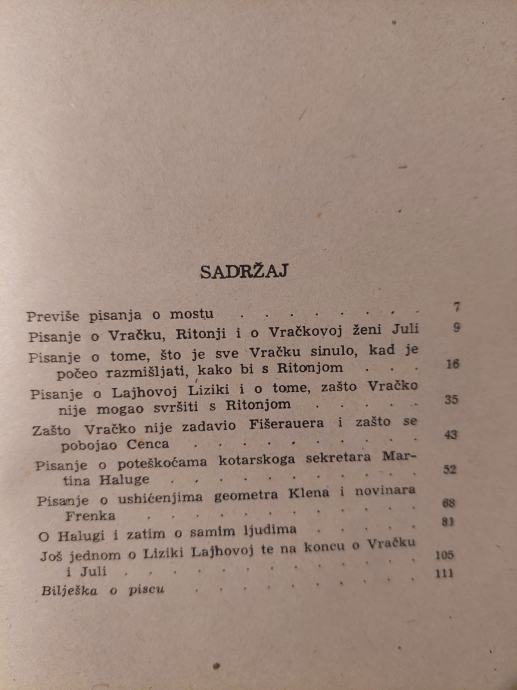 SADRŽAJ
Previše pisanja o mostu . . . . . . . . 7
Pisanje o Vračku, Ritonji i o Vračkovoj ženi Juli 9
Pisanje o tome, što je sve Vračku sinulo, kad je
počeo razmišljati, kako bi s Ritonjom . . . 16
Pisanje o Lajhovoj Liziki i o tome, zašto Vračko
nije mogao svršiti s Ritonjom . . . . . 35
Zašto Vračko nije zadavio Fišerauera i zašto se
pobojao Cenca . . . . . . . . . . 43
Pisanje o poteškoćama kotarskoga sekretara Mar-
tina Haluge . . . . . . . . . . . 52
Pisanje o ushićenjima geometra Klena i novinara
Frenka . . . . . . . . . . . . 68
O Halugi i zatim o samim ljudima . . . . . 81
Još jednom o Liziki Lajhovoj te na koncu o Vračku
i Juli . . . . . . . . . . . . . 105
Bilješka o piscu . . . . . . . . . . 111